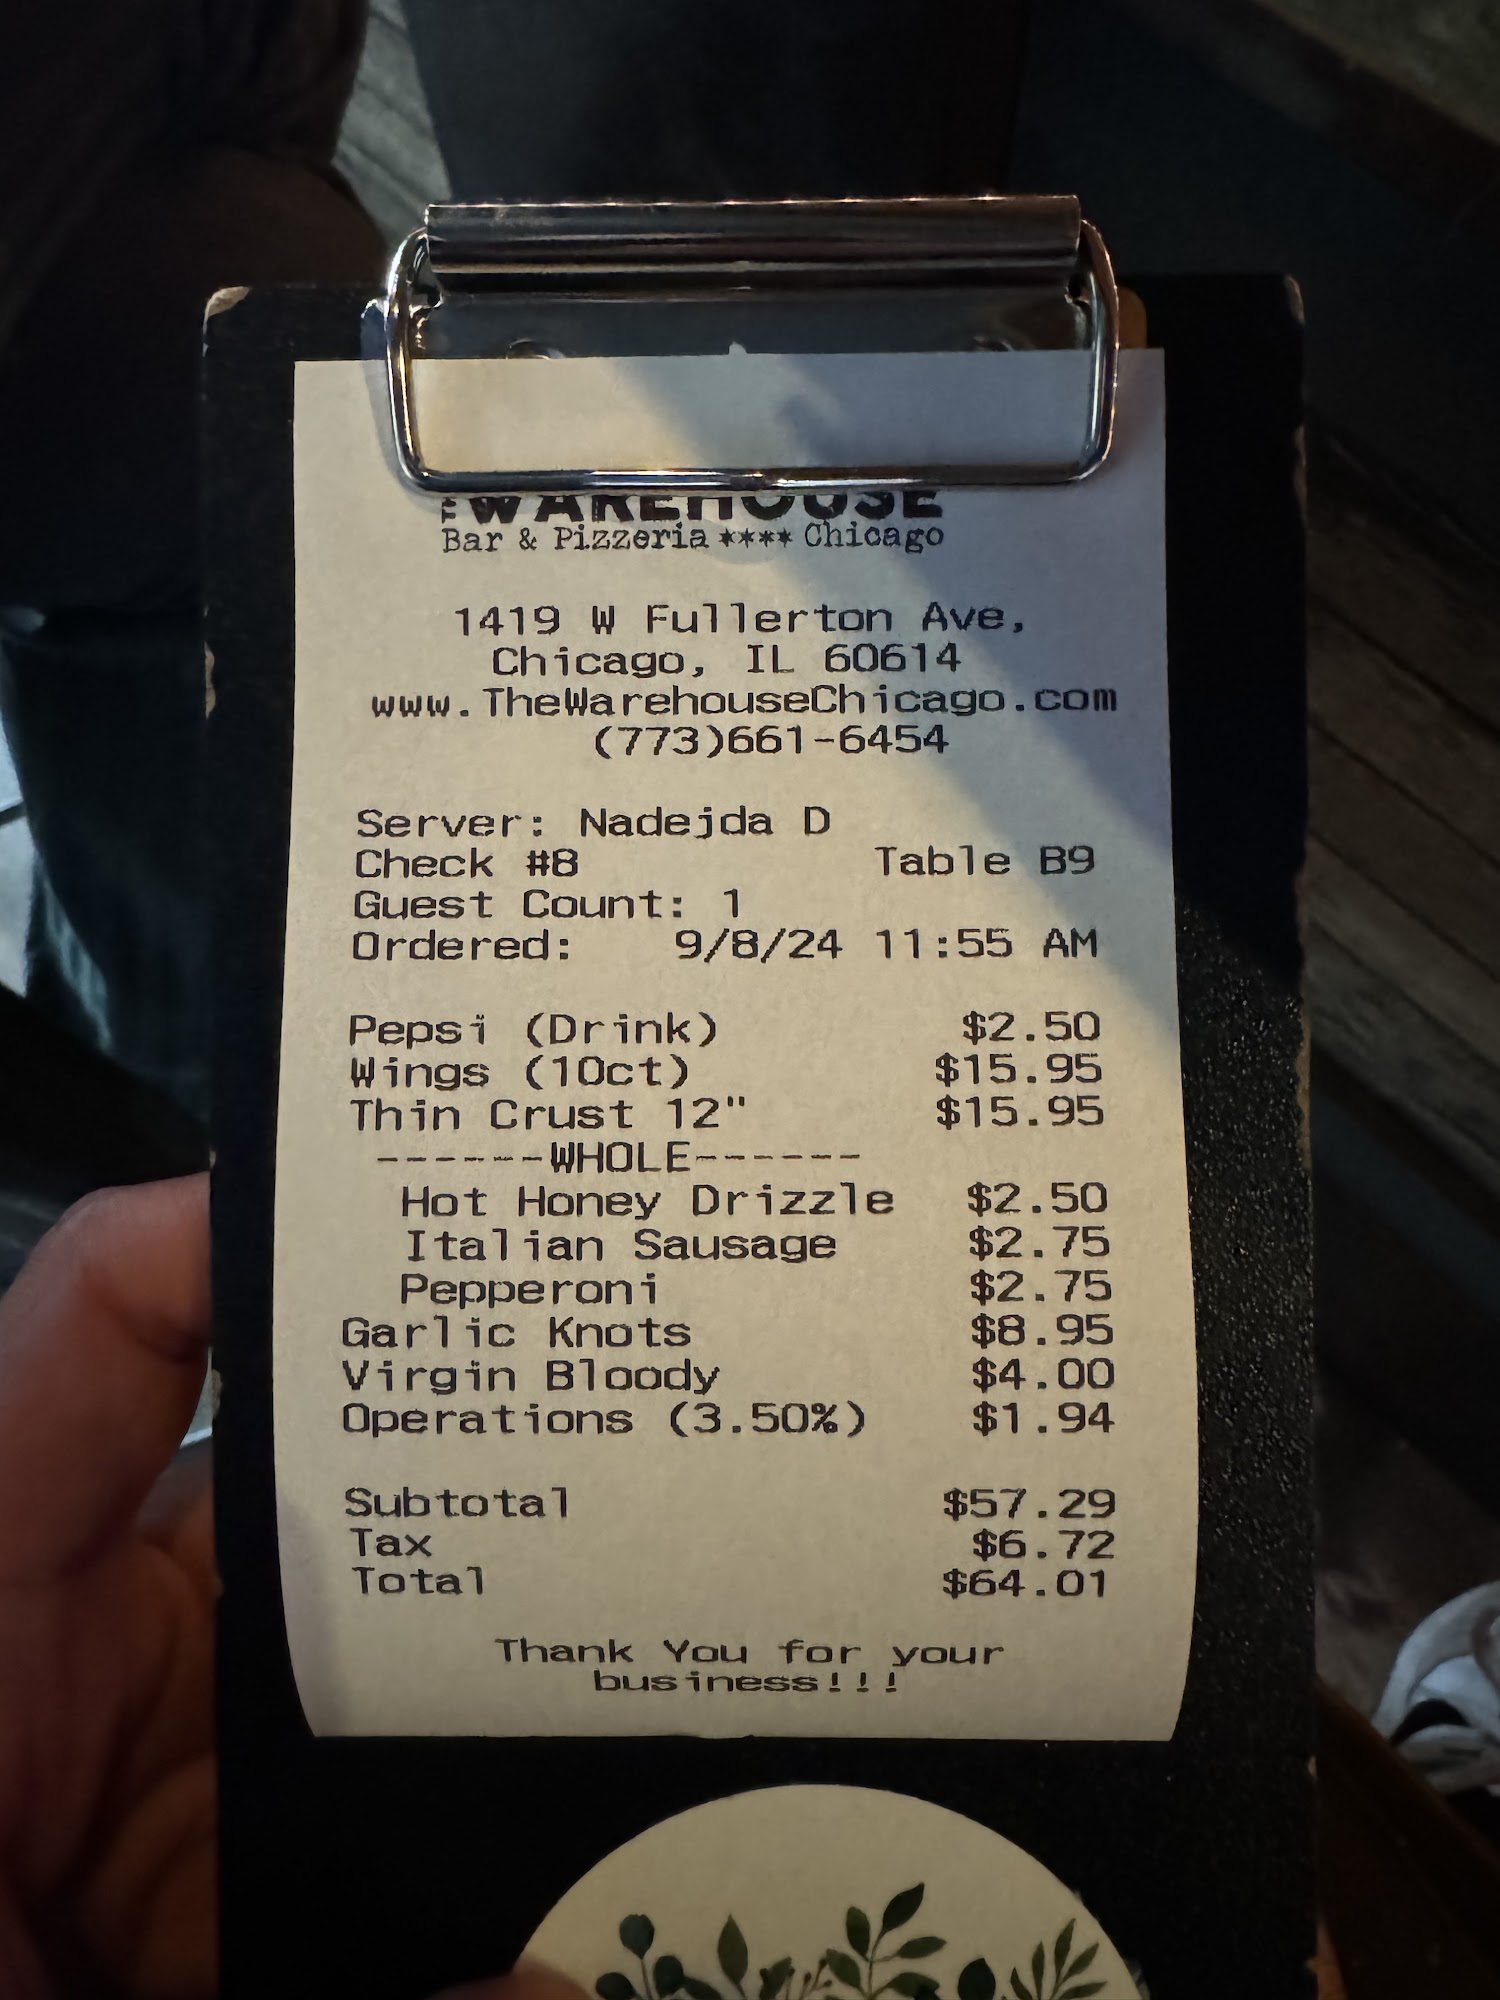 THE WAREHOUSE
Bar & Pizzeria **** Chicago
1419 W Fullerton Ave,
Chicago, IL 60614
www.TheWarehouseChicago.com
(773)661-6454
Server: Nadejda D
Check #8 Table B9
Guest Count: 1
Ordered: 9/8/24 11:55 AM
Pepsi (Drink) $2.50
Wings (10ct) $15.95
Thin Crust 12" $15.95
------WHOLE------
Hot Honey Drizzle $2.50
Italian Sausage $2.75
Pepperoni $2.75
Garlic Knots $8.95
Virgin Bloody $4.00
Operations (3.50%) $1.94
Subtotal $57.29
Tax $6.72
Total $64.01
Thank You for your
business!!!